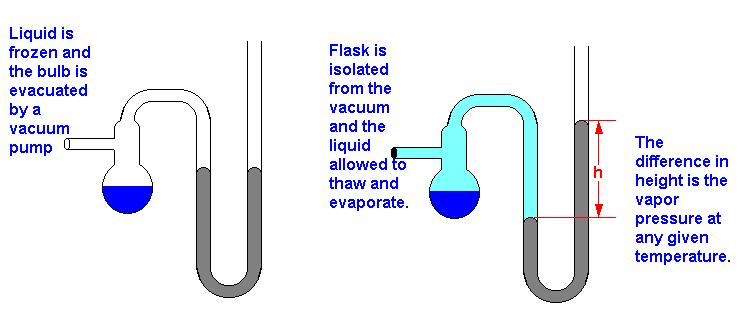 Liquid is
frozen and
the bulb is
evacuated
by a
vacuum
pump
Flask is
isolated
from the
vacuum
and the
liquid
allowed to
thaw and
evaporate.
h
The
difference in
height is the
vapor
pressure at
any given
temperature.